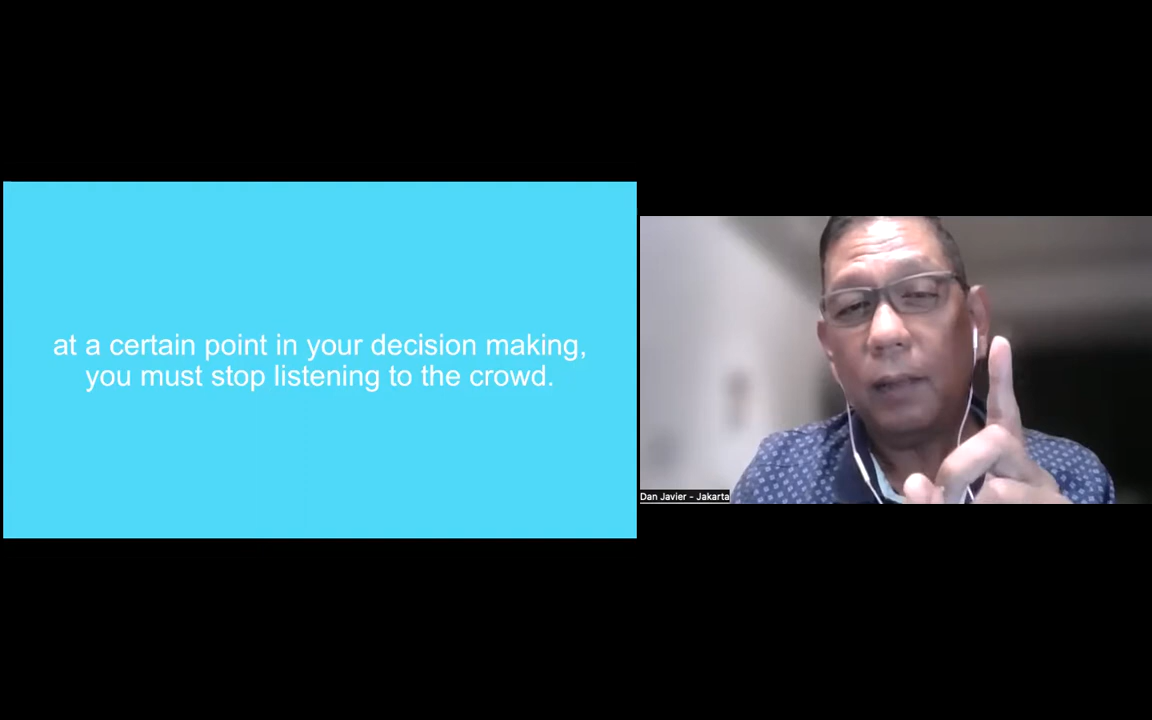 at a certain point in your decision making,
you must stop listening to the crowd.
Dan Javier - Jakarta